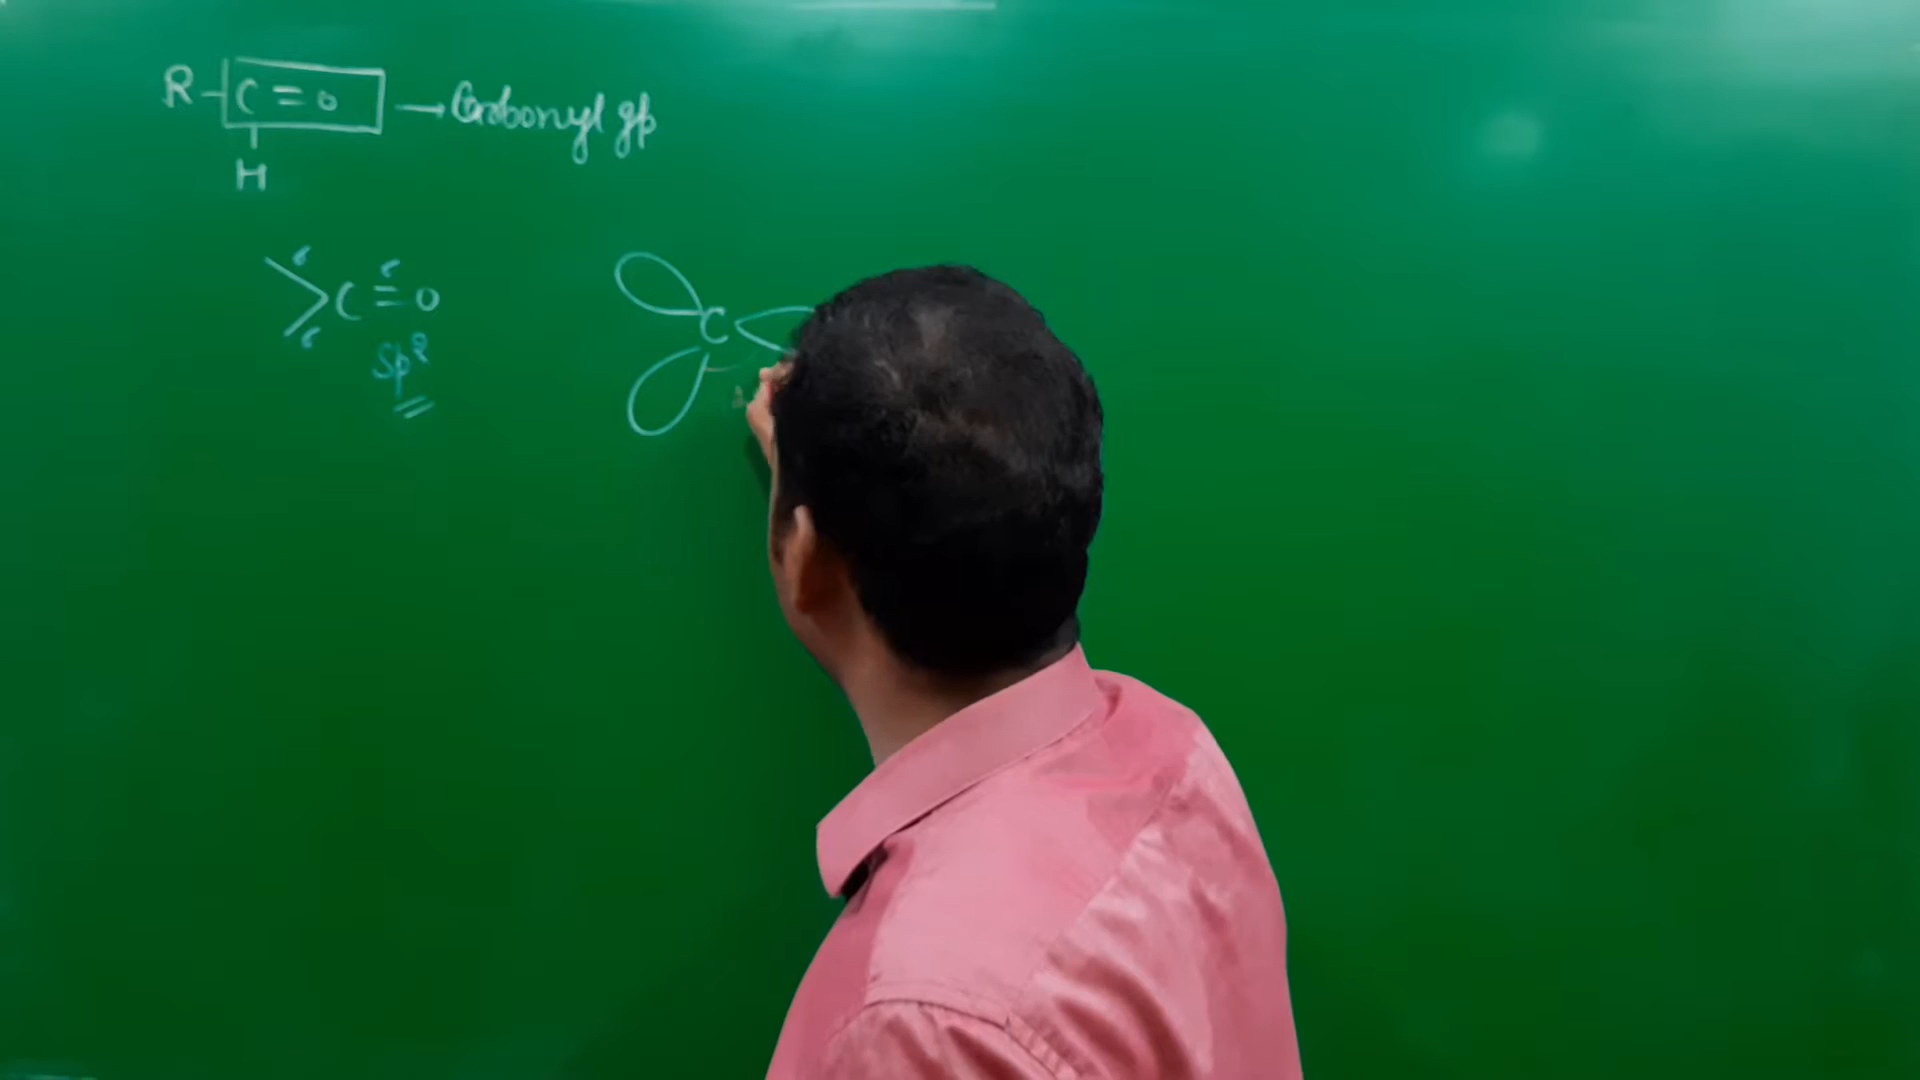 R-C=O → Carbonyl gp
H
σ σ
>C=O
σ
sp²
C